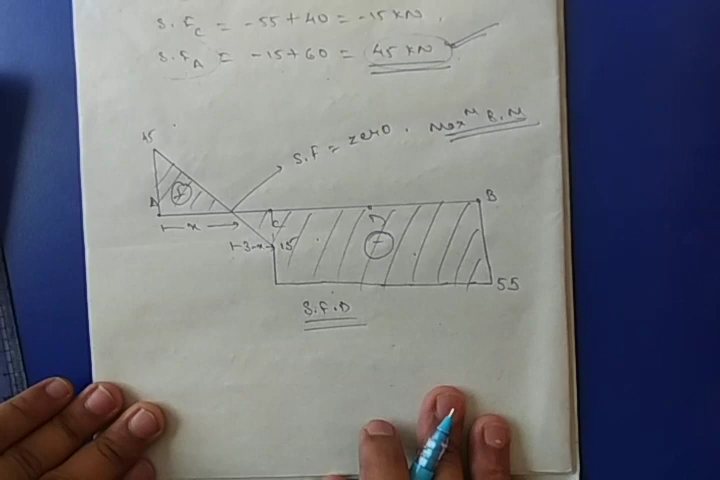 S.F_C = -55 + 40 = -15 KN.
S.F_A = -15 + 60 = 45 KN
S.F = zero. Max^m B.M
45
A
x
C
B
3-x
15
55
S.F.D